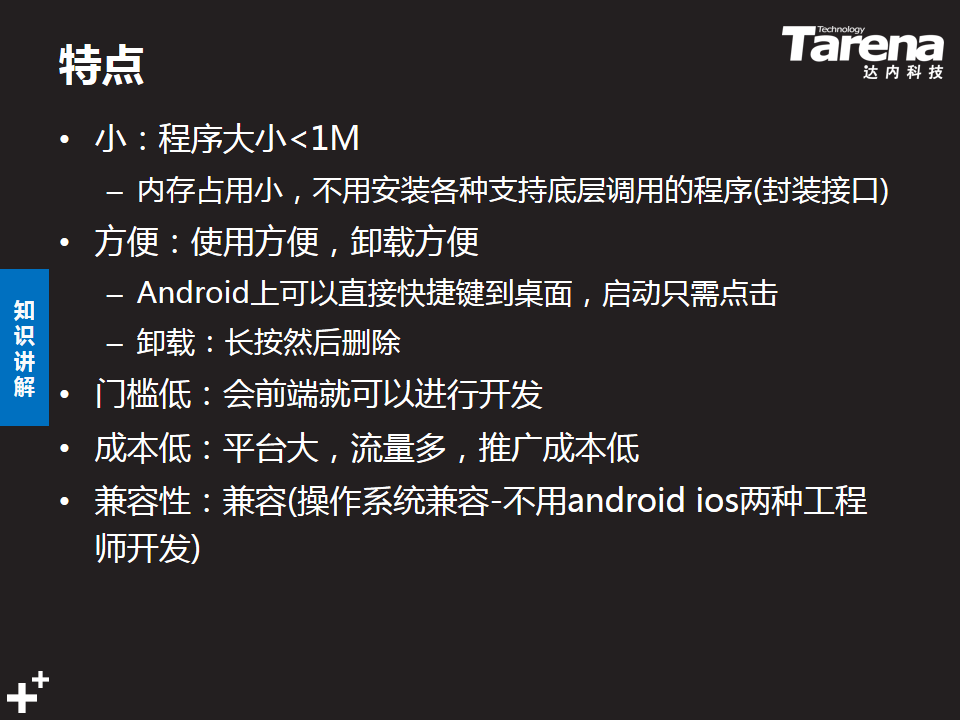 特点
Technology
Tarena
达内科技
• 小：程序大小<1M
– 内存占用小，不用安装各种支持底层调用的程序(封装接口)
• 方便：使用方便，卸载方便
– Android上可以直接快捷键到桌面，启动只需点击
– 卸载：长按然后删除
• 门槛低：会前端就可以进行开发
• 成本低：平台大，流量多，推广成本低
• 兼容性：兼容(操作系统兼容-不用android ios两种工程
师开发)
知
识
讲
解